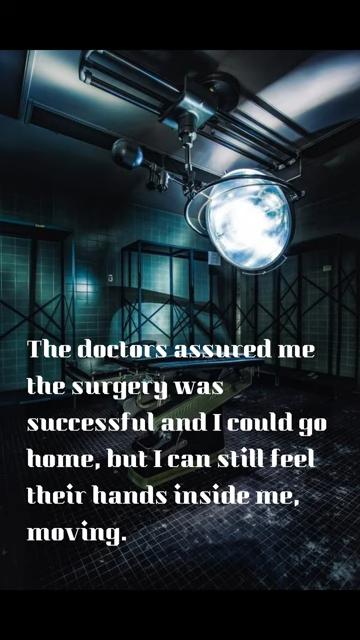 The doctors assured me
the surgery was
successful and I could go
home, but I can still feel
their hands inside me,
moving.